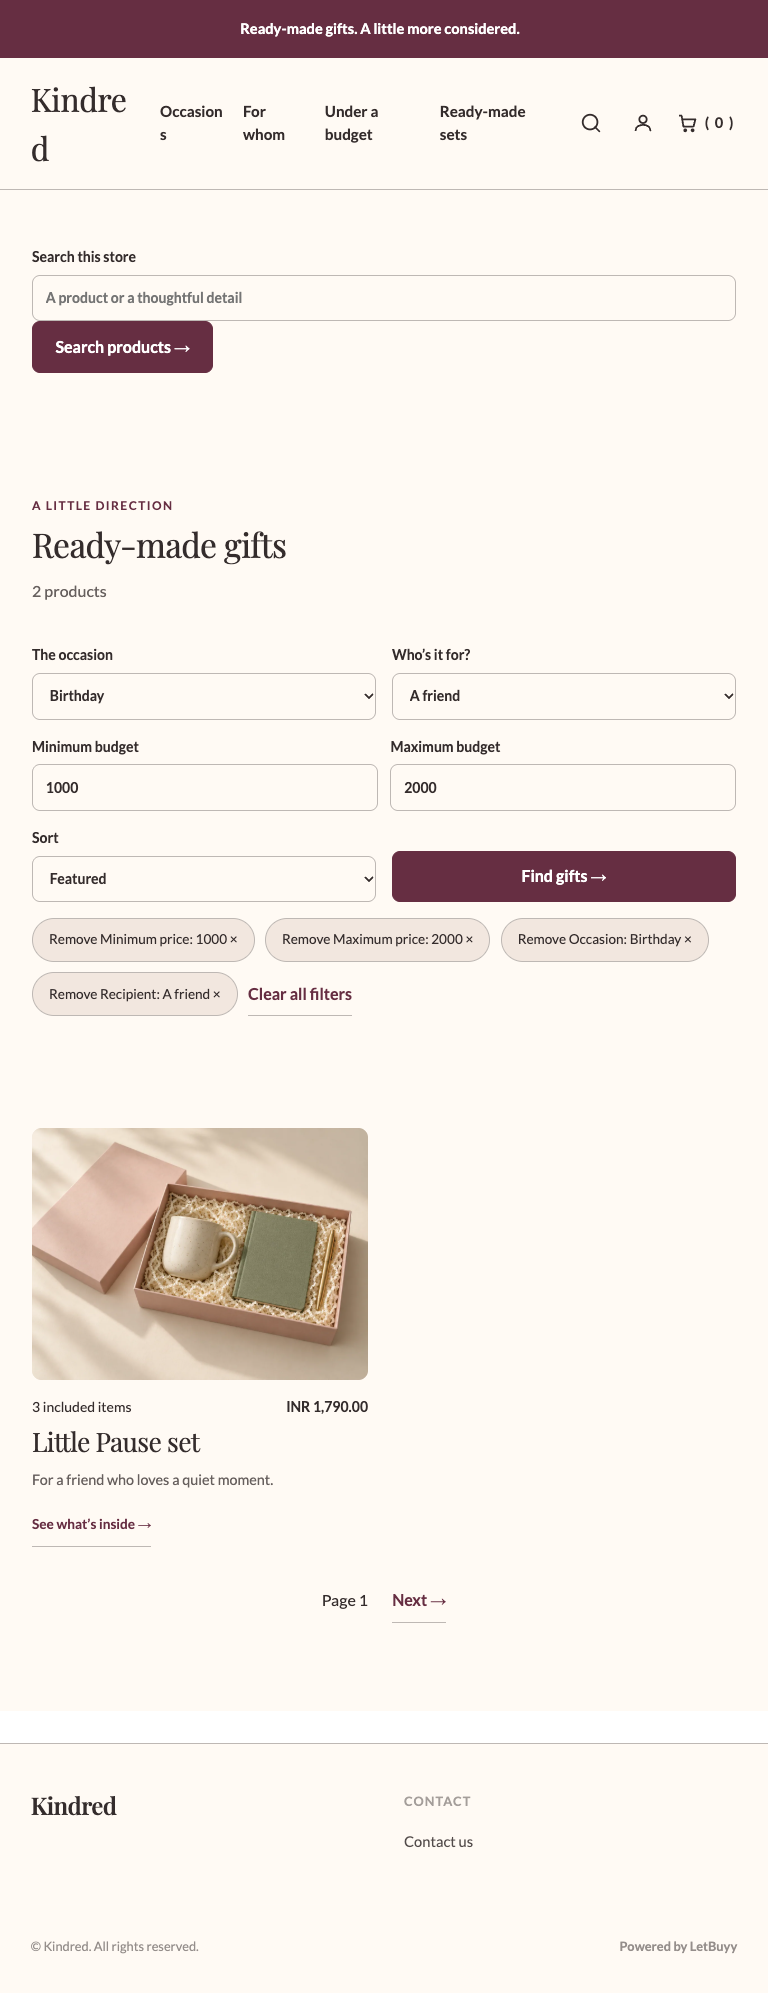 Ready-made gifts. A little more considered.
Kindre
d
Occasion
s
For
whom
Under a
budget
Ready-made
sets
( 0 )
Search this store
A product or a thoughtful detail
Search products →
A LITTLE DIRECTION
Ready-made gifts
2 products
The occasion
Who's it for?
Birthday
A friend
Minimum budget
Maximum budget
1000
2000
Sort
Featured
Find gifts →
Remove Minimum price: 1000 ×
Remove Maximum price: 2000 ×
Remove Occasion: Birthday ×
Remove Recipient: A friend ×
Clear all filters
3 included items
INR 1,790.00
Little Pause set
For a friend who loves a quiet moment.
See what's inside →
Page 1
Next →
Kindred
CONTACT
Contact us
© Kindred. All rights reserved.
Powered by LetBuyy